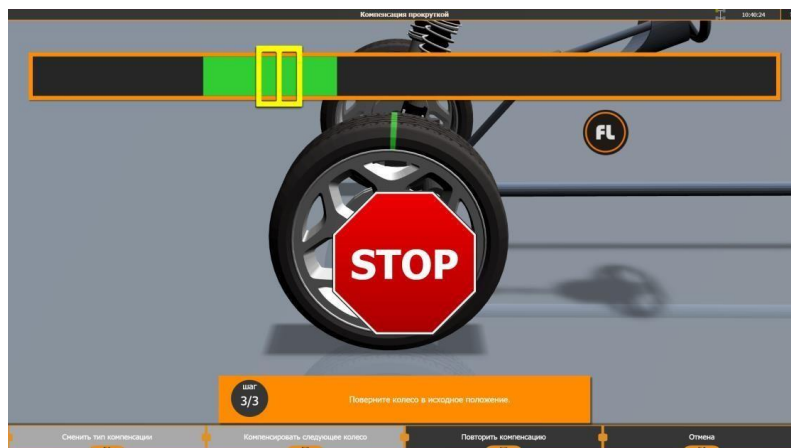 Компенсация прокруткой
10:40:24
FL
STOP
шаг
3/3
Поверните колесо в исходное положение.
Сменить тип компенсации
Компенсировать следующее колесо
Повторить компенсацию
Отмена